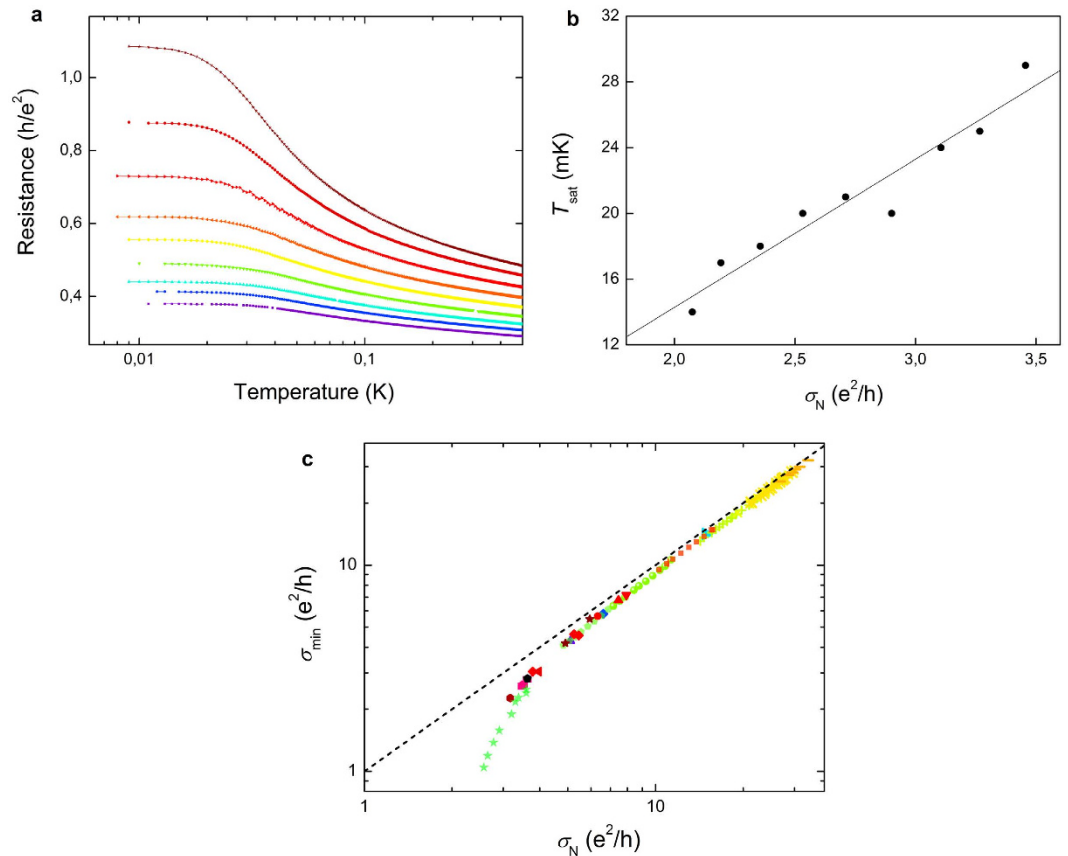 a
Resistance (h/e²)
1,0
0,8
0,6
0,4
0,01
0,1
Temperature (K)
b
T_sat (mK)
28
24
20
16
12
2,0
2,5
3,0
3,5
σ_N (e²/h)
c
σ_min (e²/h)
10
1
1
10
σ_N (e²/h)